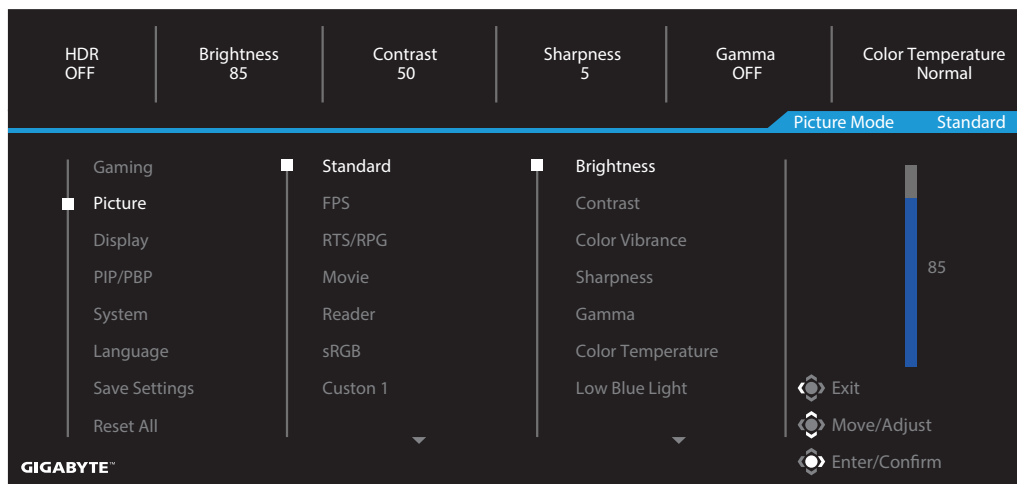 HDR
OFF
Brightness
85
Contrast
50
Sharpness
5
Gamma
OFF
Color Temperature
Normal
Picture Mode Standard
Gaming
Picture
Display
PIP/PBP
System
Language
Save Settings
Reset All
Standard
FPS
RTS/RPG
Movie
Reader
sRGB
Custon 1
Brightness
Contrast
Color Vibrance
Sharpness
Gamma
Color Temperature
Low Blue Light
85
Exit
Move/Adjust
Enter/Confirm
GIGABYTE™